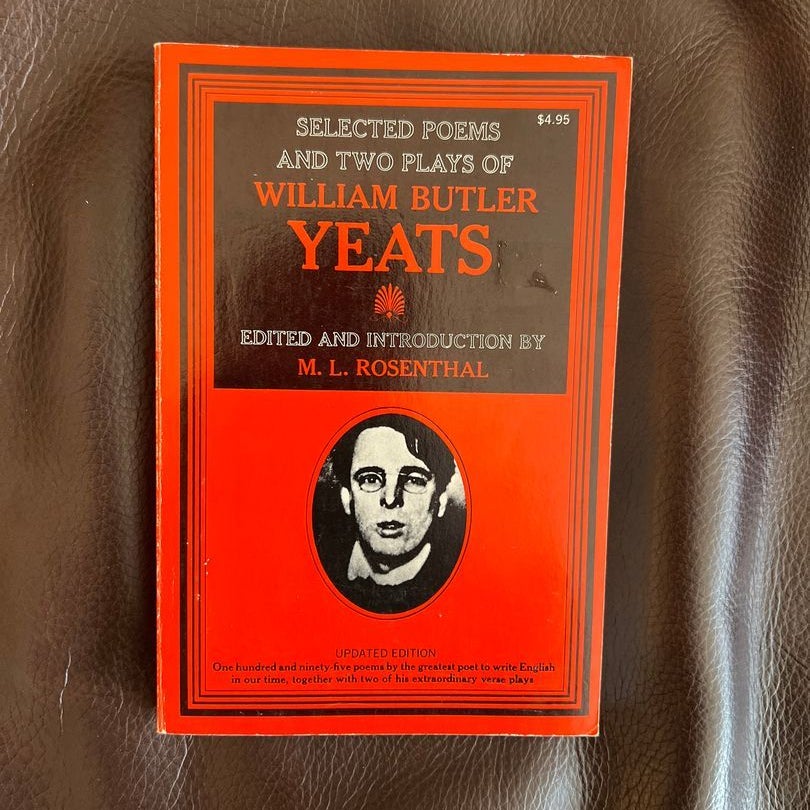 $4.95
SELECTED POEMS
AND TWO PLAYS OF
WILLIAM BUTLER
YEATS
EDITED AND INTRODUCTION BY
M. L. ROSENTHAL
UPDATED EDITION
One hundred and ninety-five poems by the greatest poet to write English
in our time, together with two of his extraordinary verse plays